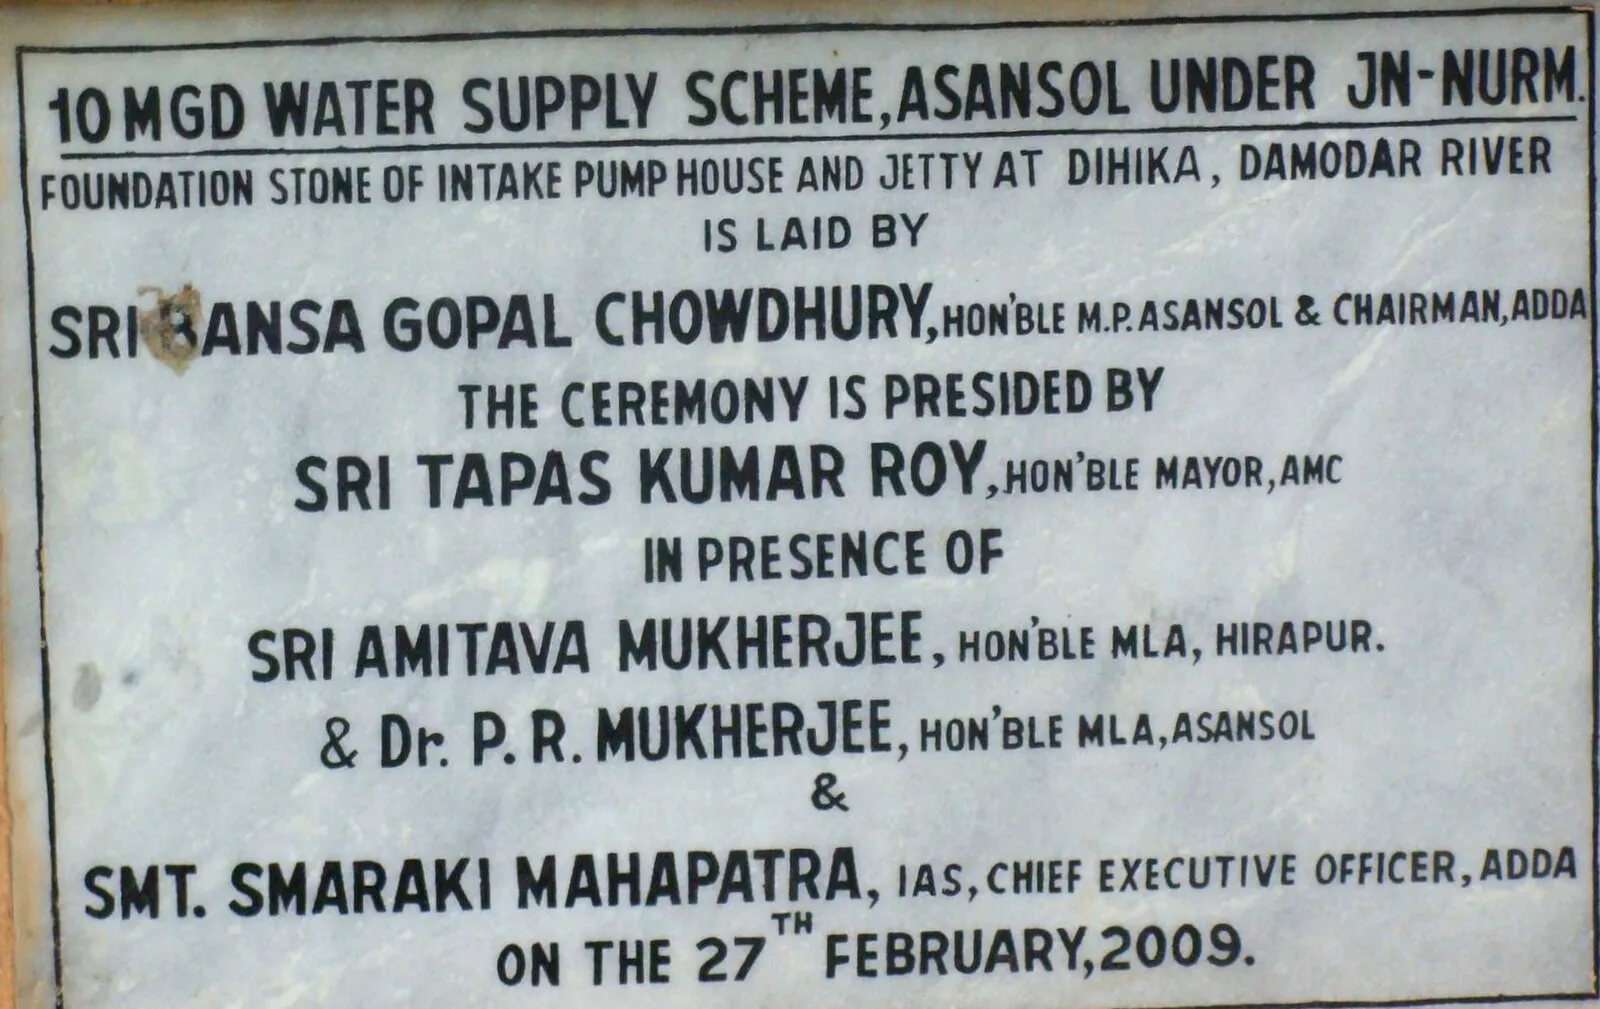 10 MGD WATER SUPPLY SCHEME, ASANSOL UNDER JN-NURM.
FOUNDATION STONE OF INTAKE PUMP HOUSE AND JETTY AT DIHIKA, DAMODAR RIVER
IS LAID BY
SRI BANSA GOPAL CHOWDHURY, HON'BLE M.P. ASANSOL & CHAIRMAN, ADDA
THE CEREMONY IS PRESIDED BY
SRI TAPAS KUMAR ROY, HON'BLE MAYOR, AMC
IN PRESENCE OF
SRI AMITAVA MUKHERJEE, HON'BLE MLA, HIRAPUR.
& Dr. P. R. MUKHERJEE, HON'BLE MLA, ASANSOL
&
SMT. SMARAKI MAHAPATRA, IAS, CHIEF EXECUTIVE OFFICER, ADDA
ON THE 27TH FEBRUARY, 2009.